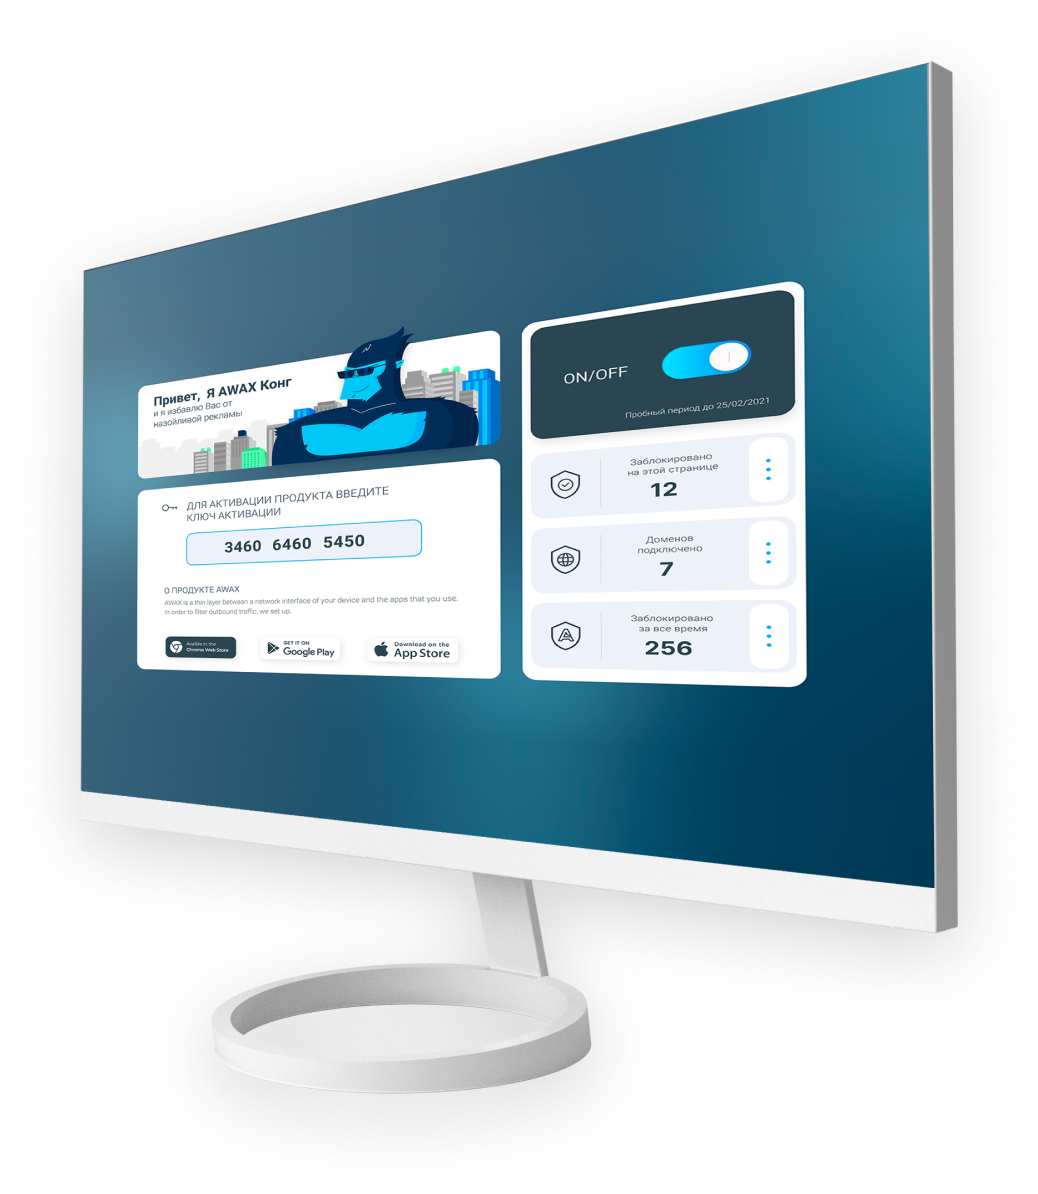 Привет, Я AWAX Конг
и я избавлю Вас от
назойливой рекламы
ДЛЯ АКТИВАЦИИ ПРОДУКТА ВВЕДИТЕ
КЛЮЧ АКТИВАЦИИ
3460 6460 5450
О ПРОДУКТЕ AWAX
AWAX is a thin layer between a network interface of your device and the apps that you use.
In order to filter outbound traffic, we set up.
Availble in the
Chrome Web Store
GET IT ON
Google Play
Download on the
App Store
ON/OFF
Пробный период до 25/02/2021
Заблокировано
на этой странице
12
Доменов
подключено
7
Заблокировано
за все время
256